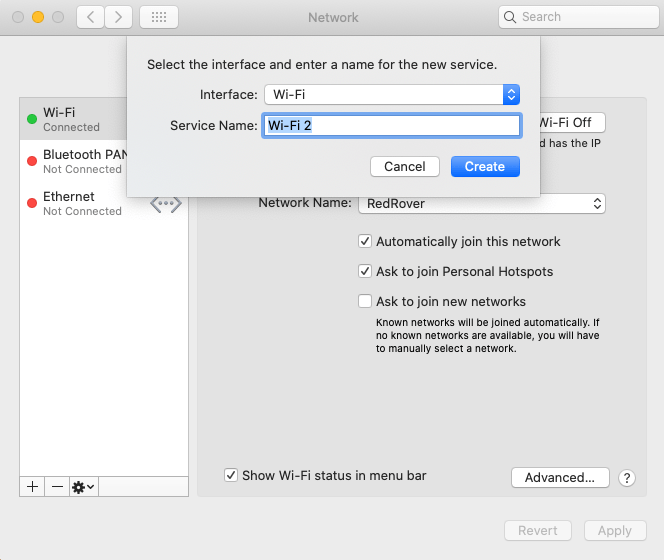 Network
Search
Select the interface and enter a name for the new service.
Interface: Wi-Fi
Service Name: Wi-Fi 2
Cancel Create
Wi-Fi
Connected
Bluetooth PAN
Not Connected
Ethernet
Not Connected
Wi-Fi Off
d has the IP
Network Name: RedRover
Automatically join this network
Ask to join Personal Hotspots
Ask to join new networks
Known networks will be joined automatically. If
no known networks are available, you will have
to manually select a network.
Show Wi-Fi status in menu bar
Advanced... ?
Revert Apply